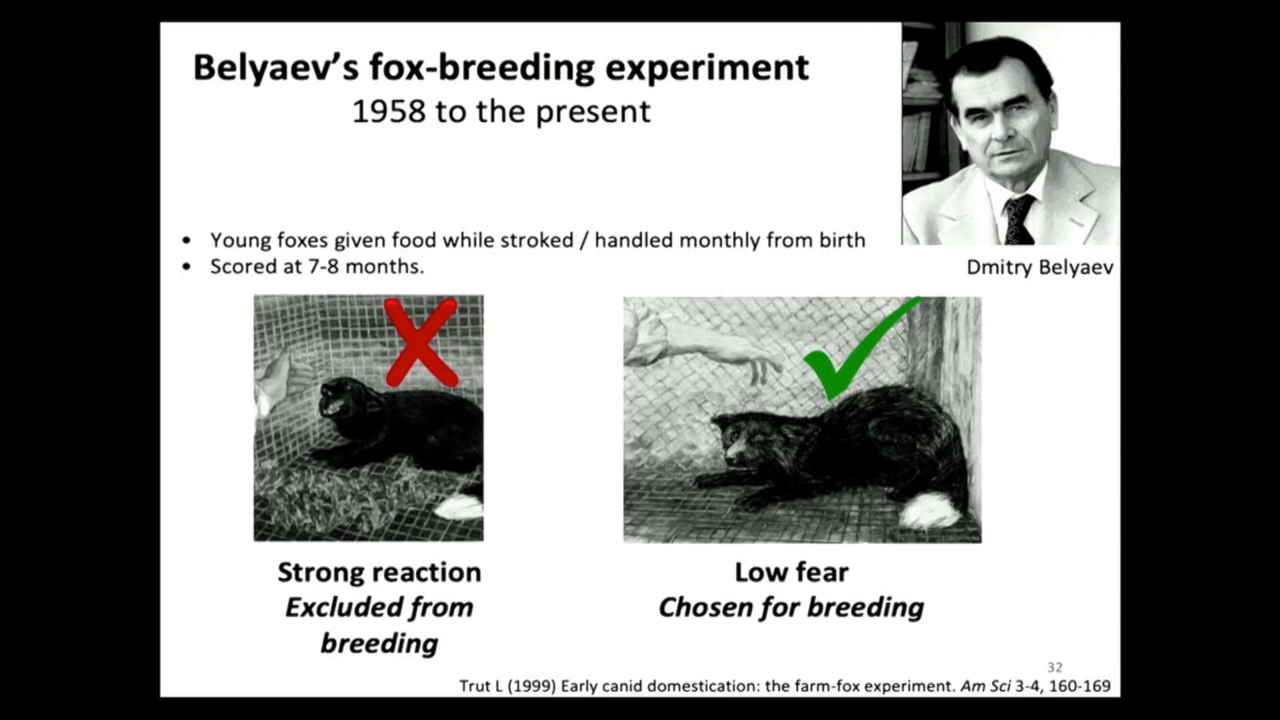 Belyaev's fox-breeding experiment
1958 to the present
• Young foxes given food while stroked / handled monthly from birth
• Scored at 7-8 months.
Dmitry Belyaev
Strong reaction
Excluded from
breeding
Low fear
Chosen for breeding
32
Trut L (1999) Early canid domestication: the farm-fox experiment. Am Sci 3-4, 160-169